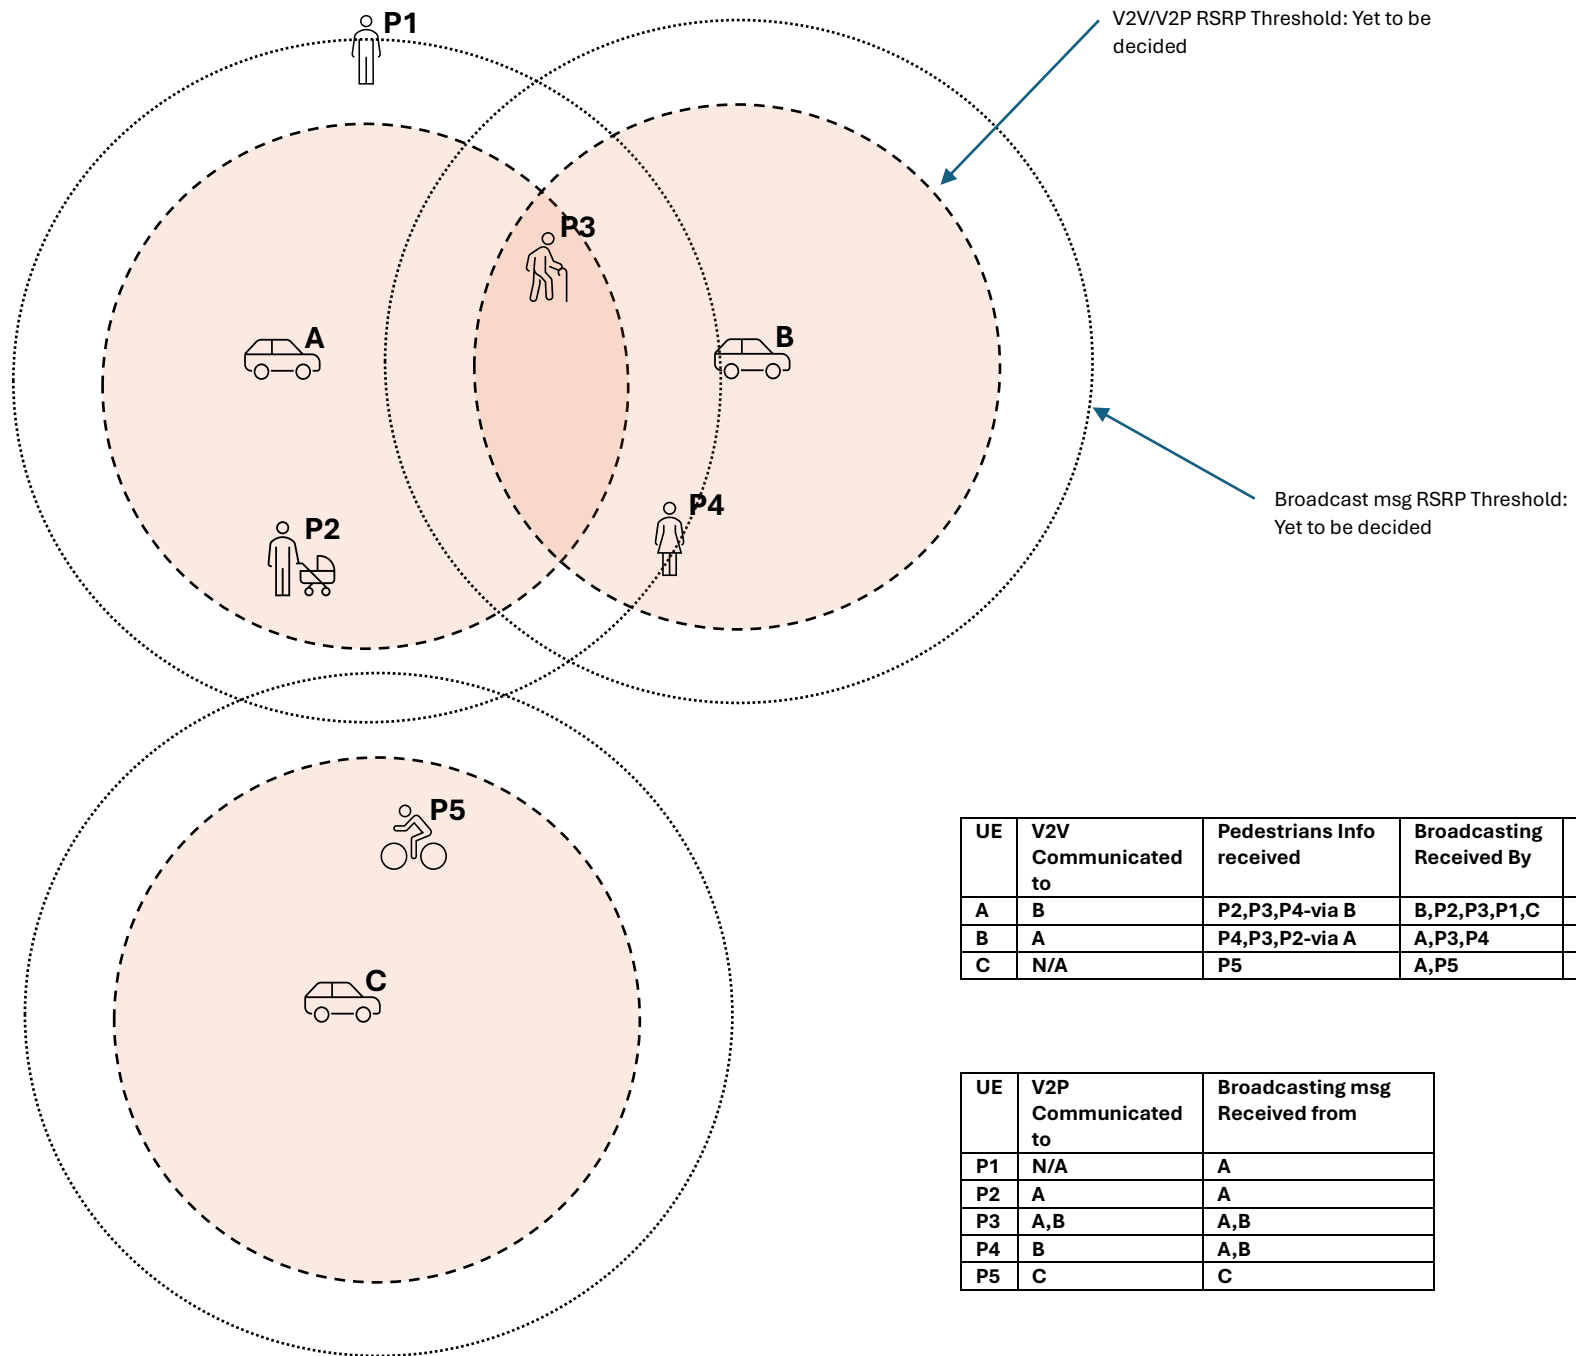 P1
V2V/V2P RSRP Threshold: Yet to be
decided
P3
A
B
P4
P2
Broadcast msg RSRP Threshold:
Yet to be decided
P5
C
UE V2V Communicated to Pedestrians Info received Broadcasting Received By
A B P2,P3,P4-via B B,P2,P3,P1,C
B A P4,P3,P2-via A A,P3,P4
C N/A P5 A,P5
UE V2P Communicated to Broadcasting msg Received from
P1 N/A A
P2 A A
P3 A,B A,B
P4 B A,B
P5 C C